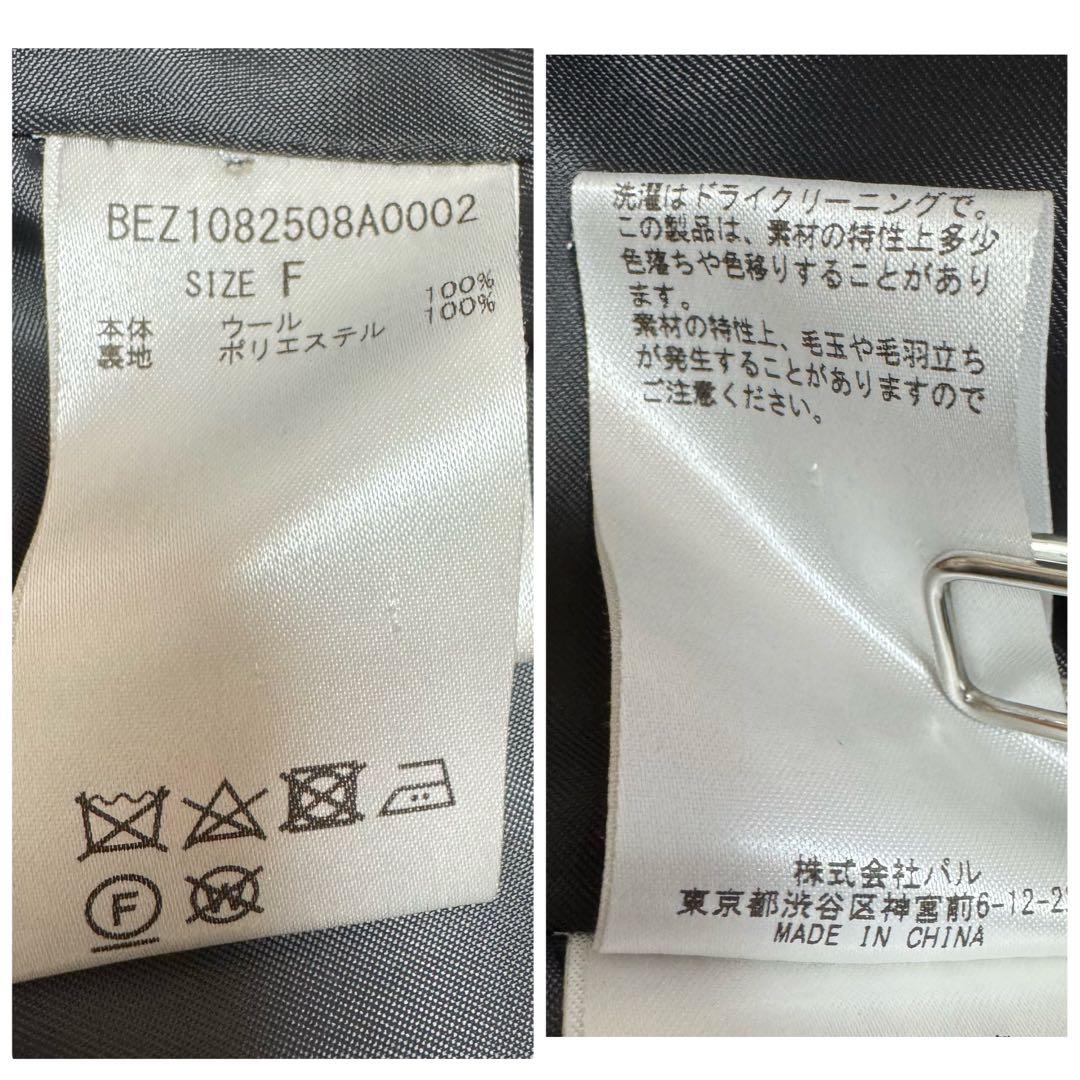 BEZ1082508A0002
SIZE F
本体 ウール 100%
裏地 ポリエステル 100%
F
W
洗濯はドライクリーニングで。
この製品は、素材の特性上多少
色落ちや色移りすることがあり
ます。
素材の特性上、毛玉や毛羽立ち
が発生することがありますので
ご注意ください。
株式会社パル
東京都渋谷区神宮前6-12-2
MADE IN CHINA